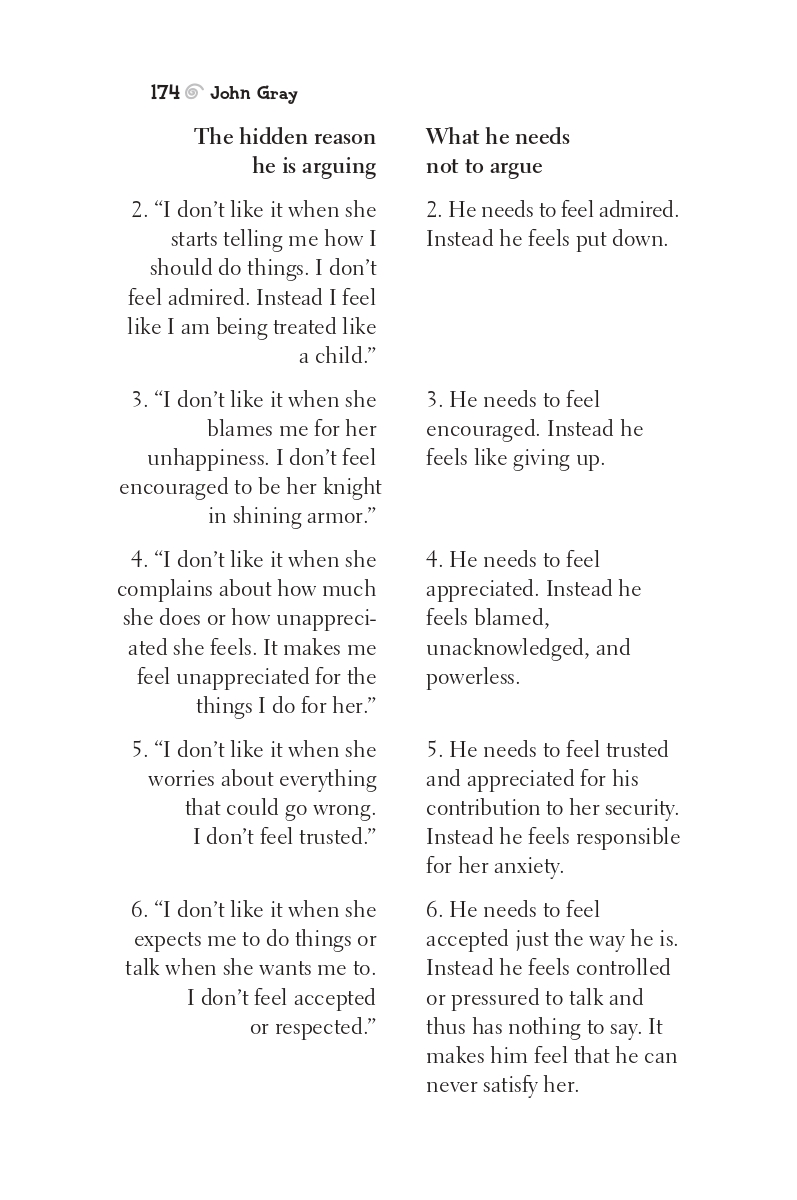 174 John Gray
The hidden reason
he is arguing
What he needs
not to argue
2. “I don’t like it when she
starts telling me how I
should do things. I don’t
feel admired. Instead I feel
like I am being treated like
a child.”
2. He needs to feel admired.
Instead he feels put down.
3. “I don’t like it when she
blames me for her
unhappiness. I don’t feel
encouraged to be her knight
in shining armor.”
3. He needs to feel
encouraged. Instead he
feels like giving up.
4. “I don’t like it when she
complains about how much
she does or how unappreci-
ated she feels. It makes me
feel unappreciated for the
things I do for her.”
4. He needs to feel
appreciated. Instead he
feels blamed,
unacknowledged, and
powerless.
5. “I don’t like it when she
worries about everything
that could go wrong.
I don’t feel trusted.”
5. He needs to feel trusted
and appreciated for his
contribution to her security.
Instead he feels responsible
for her anxiety.
6. “I don’t like it when she
expects me to do things or
talk when she wants me to.
I don’t feel accepted
or respected.”
6. He needs to feel
accepted just the way he is.
Instead he feels controlled
or pressured to talk and
thus has nothing to say. It
makes him feel that he can
never satisfy her.